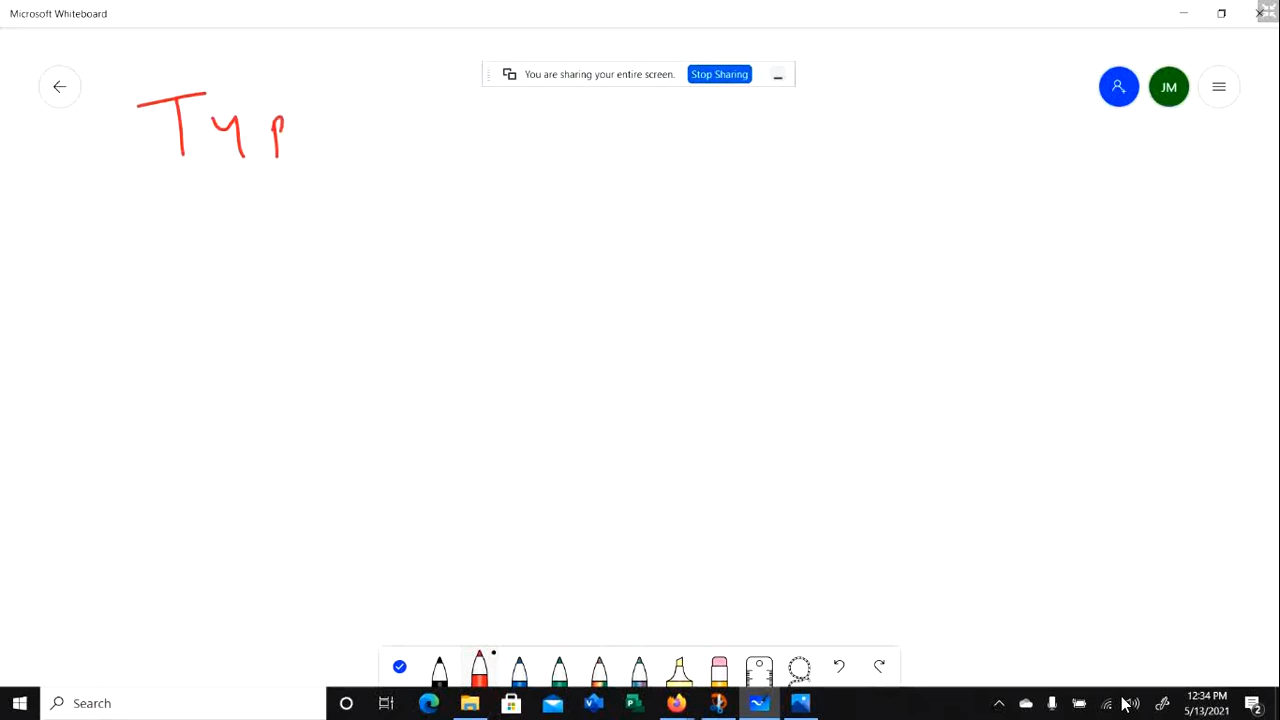 Microsoft Whiteboard
You are sharing your entire screen. Stop Sharing
JM
Typ
Search
12:34 PM
5/13/2021
2